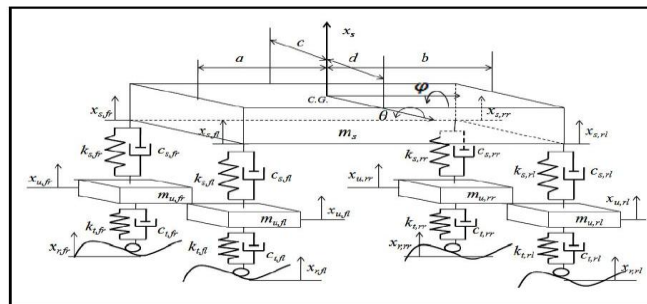 x_s
c
a
d
b
C.G.
φ
θ
x_{s,fr}
x_{s,rr}
x_{s,fl}
m_s
x_{s,rl}
k_{s,fr}
c_{s,fr}
k_{s,rr}
c_{s,rr}
k_{s,fl}
c_{s,fl}
k_{s,rl}
c_{s,rl}
x_{u,fr}
m_{u,fr}
x_{u,rr}
m_{u,rr}
m_{u,fl}
x_{u,fl}
m_{u,rl}
x_{u,rl}
k_{t,fr}
c_{t,fr}
k_{t,rr}
c_{t,rr}
x_{r,fr}
k_{t,fl}
c_{t,fl}
x_{r,rr}
k_{t,rl}
c_{t,rl}
x_{r,fl}
x_{r,rl}